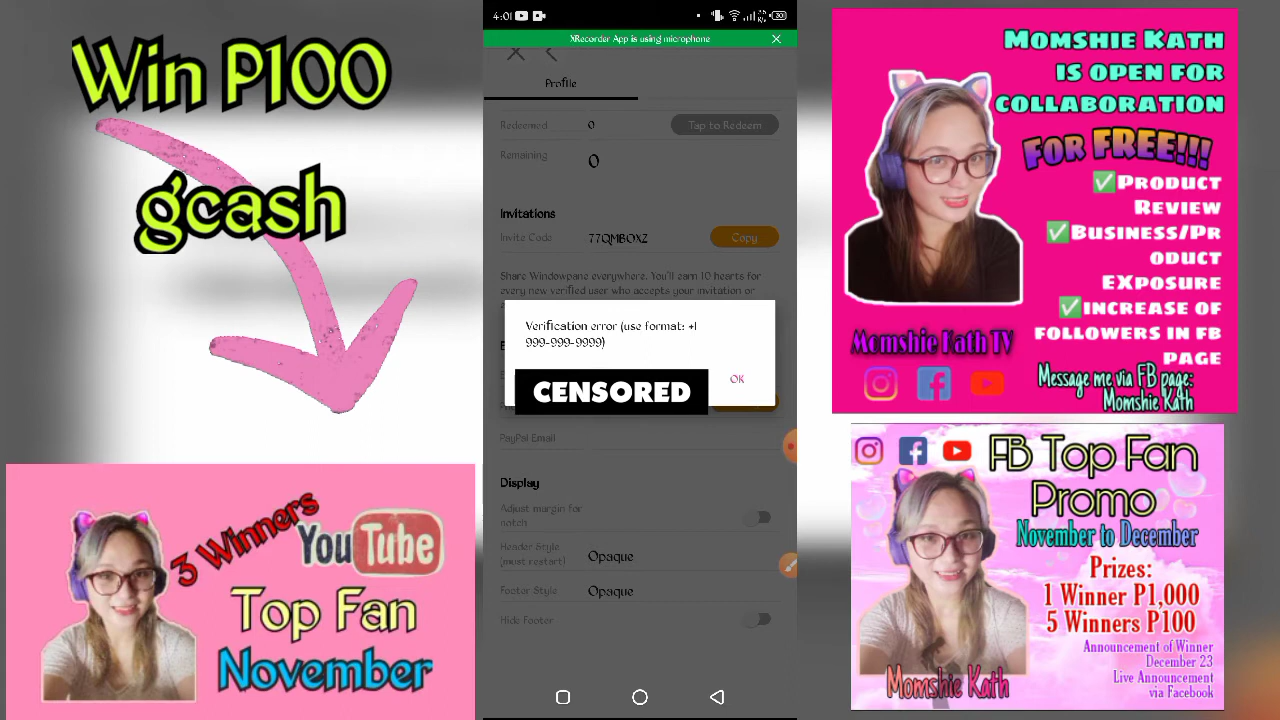 Win P100
gcash
3 Winners
YouTube
Top Fan
November
4:01
30
XRecorder App is using microphone
Profile
Redeemed
0
Tap to Redeem
Remaining
0
Invitations
Invite Code
77QMBOXZ
Copy
Share Windowpane everywhere. You'll earn 10 hearts for
every new verified user who accepts your invitation or
Verification error (use format: +1
999-999-9999)
OK
CENSORED
PayPal Email
Display
Adjust margin for
notch
Header Style
(must restart)
Opaque
Footer Style
Opaque
Hide Footer
Momshie Kath
is open for
collaboration
FOR FREE!!!
✅Product
Review
✅Business/Pr
oduct
Exposure
✅Increase of
followers in fb
page
Momshie Kath TV
Message me via FB page:
Momshie Kath
FB Top Fan
Promo
November to December
Prizes:
1 Winner P1,000
5 Winners P100
Announcement of Winner
December 23
Live Announcement
via Facebook
Momshie Kath